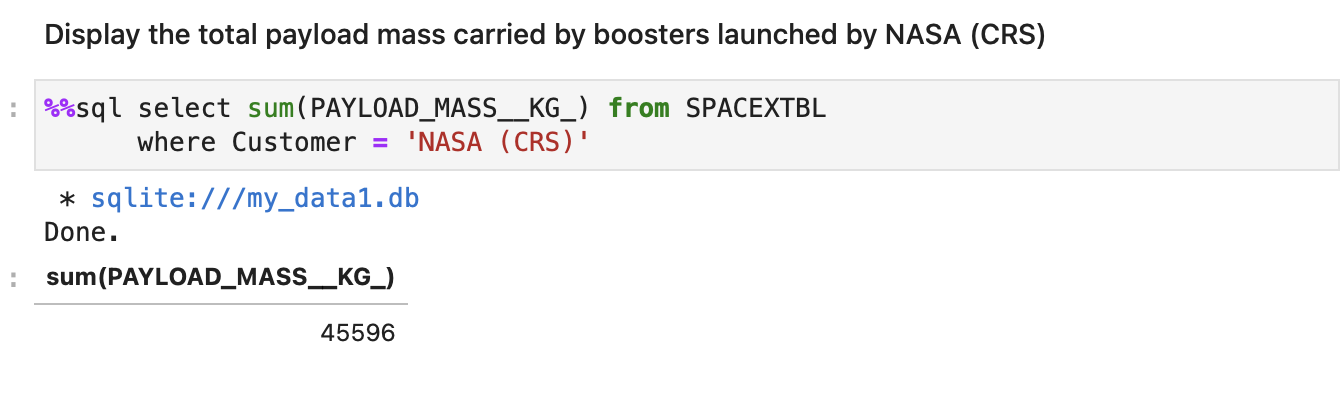 Display the total payload mass carried by boosters launched by NASA (CRS)
: %%sql select sum(PAYLOAD_MASS__KG_) from SPACEXTBL
where Customer = 'NASA (CRS)'
* sqlite:///my_data1.db
Done.
: sum(PAYLOAD_MASS__KG_)
45596